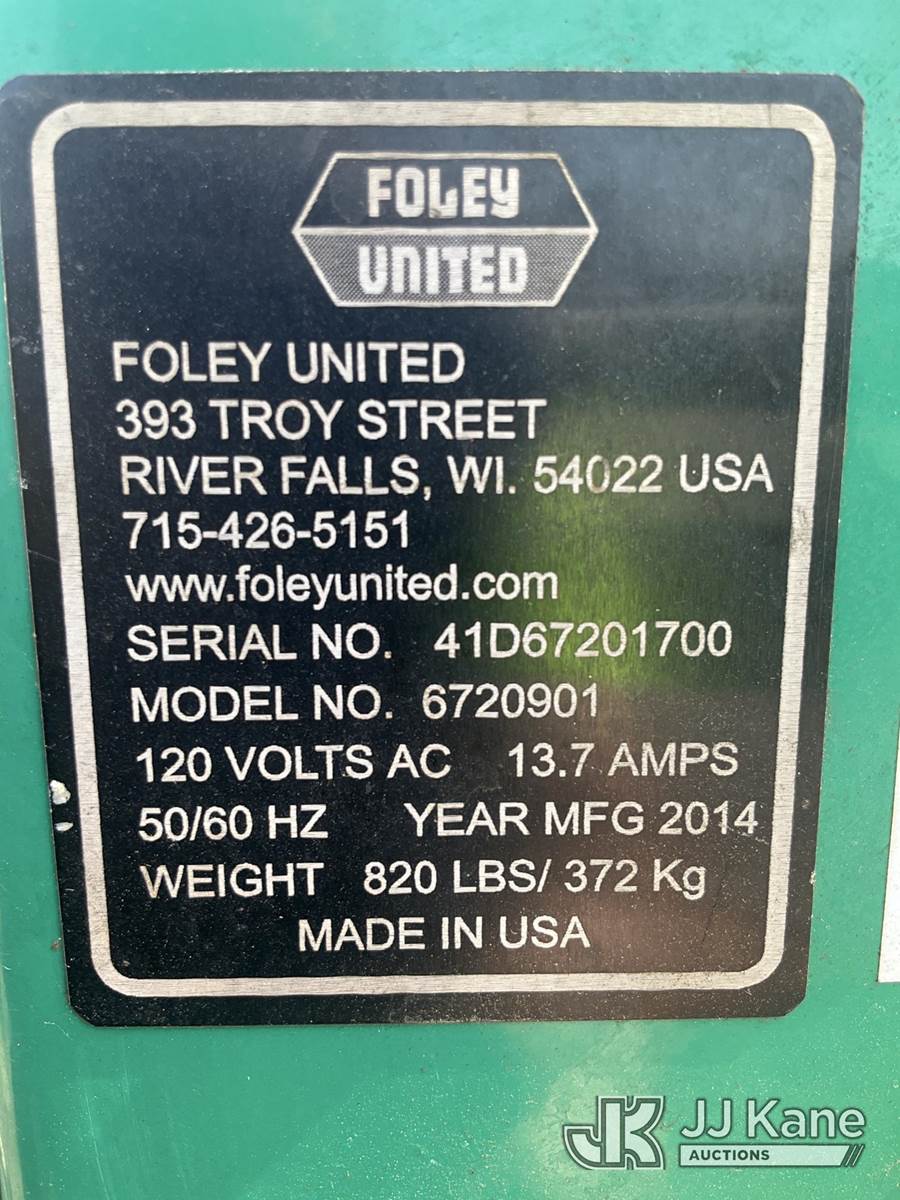 FOLEY
UNITED
FOLEY UNITED
393 TROY STREET
RIVER FALLS, WI. 54022 USA
715-426-5151
www.foleyunited.com
SERIAL NO. 41D67201700
MODEL NO. 6720901
120 VOLTS AC 13.7 AMPS
50/60 HZ YEAR MFG 2014
WEIGHT 820 LBS/ 372 Kg
MADE IN USA
JK JJ Kane
AUCTIONS